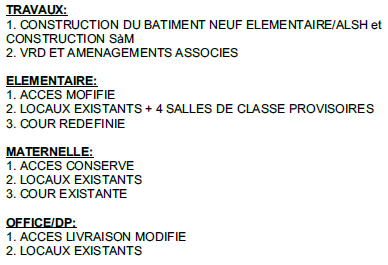 TRAVAUX:
1. CONSTRUCTION DU BATIMENT NEUF ELEMENTAIRE/ALSH et
CONSTRUCTION SàM
2. VRD ET AMENAGEMENTS ASSOCIES
ELEMENTAIRE:
1. ACCES MOFIFIE
2. LOCAUX EXISTANTS + 4 SALLES DE CLASSE PROVISOIRES
3. COUR REDEFINIE
MATERNELLE:
1. ACCES CONSERVE
2. LOCAUX EXISTANTS
3. COUR EXISTANTE
OFFICE/DP:
1. ACCES LIVRAISON MODIFIE
2. LOCAUX EXISTANTS